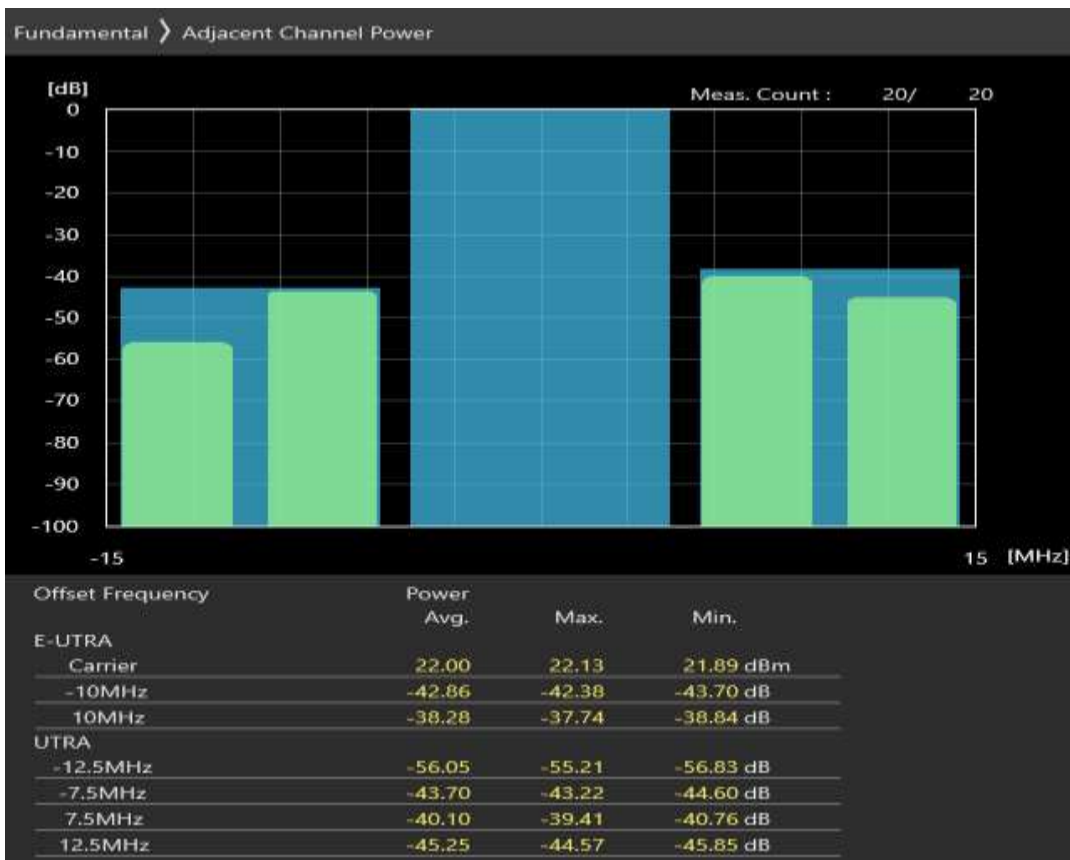 Fundamental 》 Adjacent Channel Power
[dB]
Meas. Count : 20/ 20
0
-10
-20
-30
-40
-50
-60
-70
-80
-90
-100
-15 15 [MHz]
Offset Frequency Power
Avg. Max. Min.
E-UTRA
Carrier 22.00 22.13 21.89 dBm
-10MHz -42.86 -42.38 -43.70 dB
10MHz -38.28 -37.74 -38.84 dB
UTRA
-12.5MHz -56.05 -55.21 -56.83 dB
-7.5MHz -43.70 -43.22 -44.60 dB
7.5MHz -40.10 -39.41 -40.76 dB
12.5MHz -45.25 -44.57 -45.85 dB